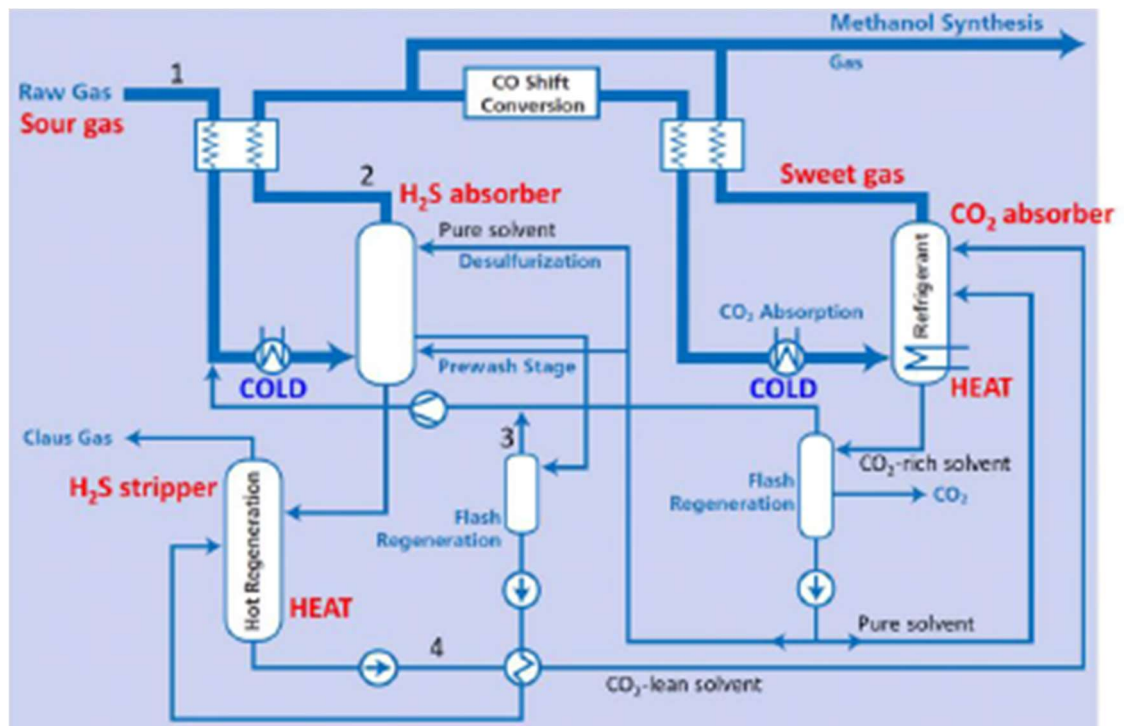 Methanol Synthesis
Gas
1
Raw Gas
Sour gas
CO Shift
Conversion
2
H₂S absorber
Sweet gas
CO₂ absorber
Pure solvent
Desulfurization
Refrigerant
CO₂ Absorption
Prewash Stage
COLD
COLD
HEAT
Claus Gas
3
H₂S stripper
Hot Regeneration
Flash
Regeneration
CO₂-rich solvent
Flash
Regeneration
CO₂
HEAT
4
Pure solvent
CO₂-lean solvent